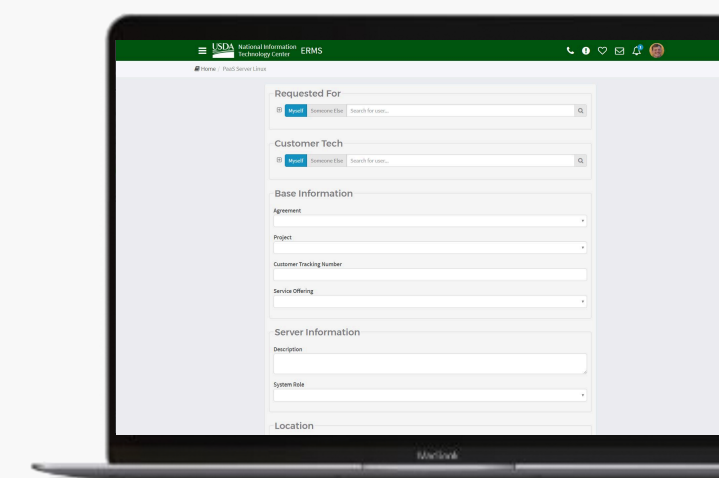 USDA National Information Technology Center ERMS
Home / PaaS Server Linux
Requested For
Myself Someone Else Search for user...
Customer Tech
Myself Someone Else Search for user...
Base Information
Agreement
Project
Customer Tracking Number
Service Offering
Server Information
Description
System Role
Location
MacBook